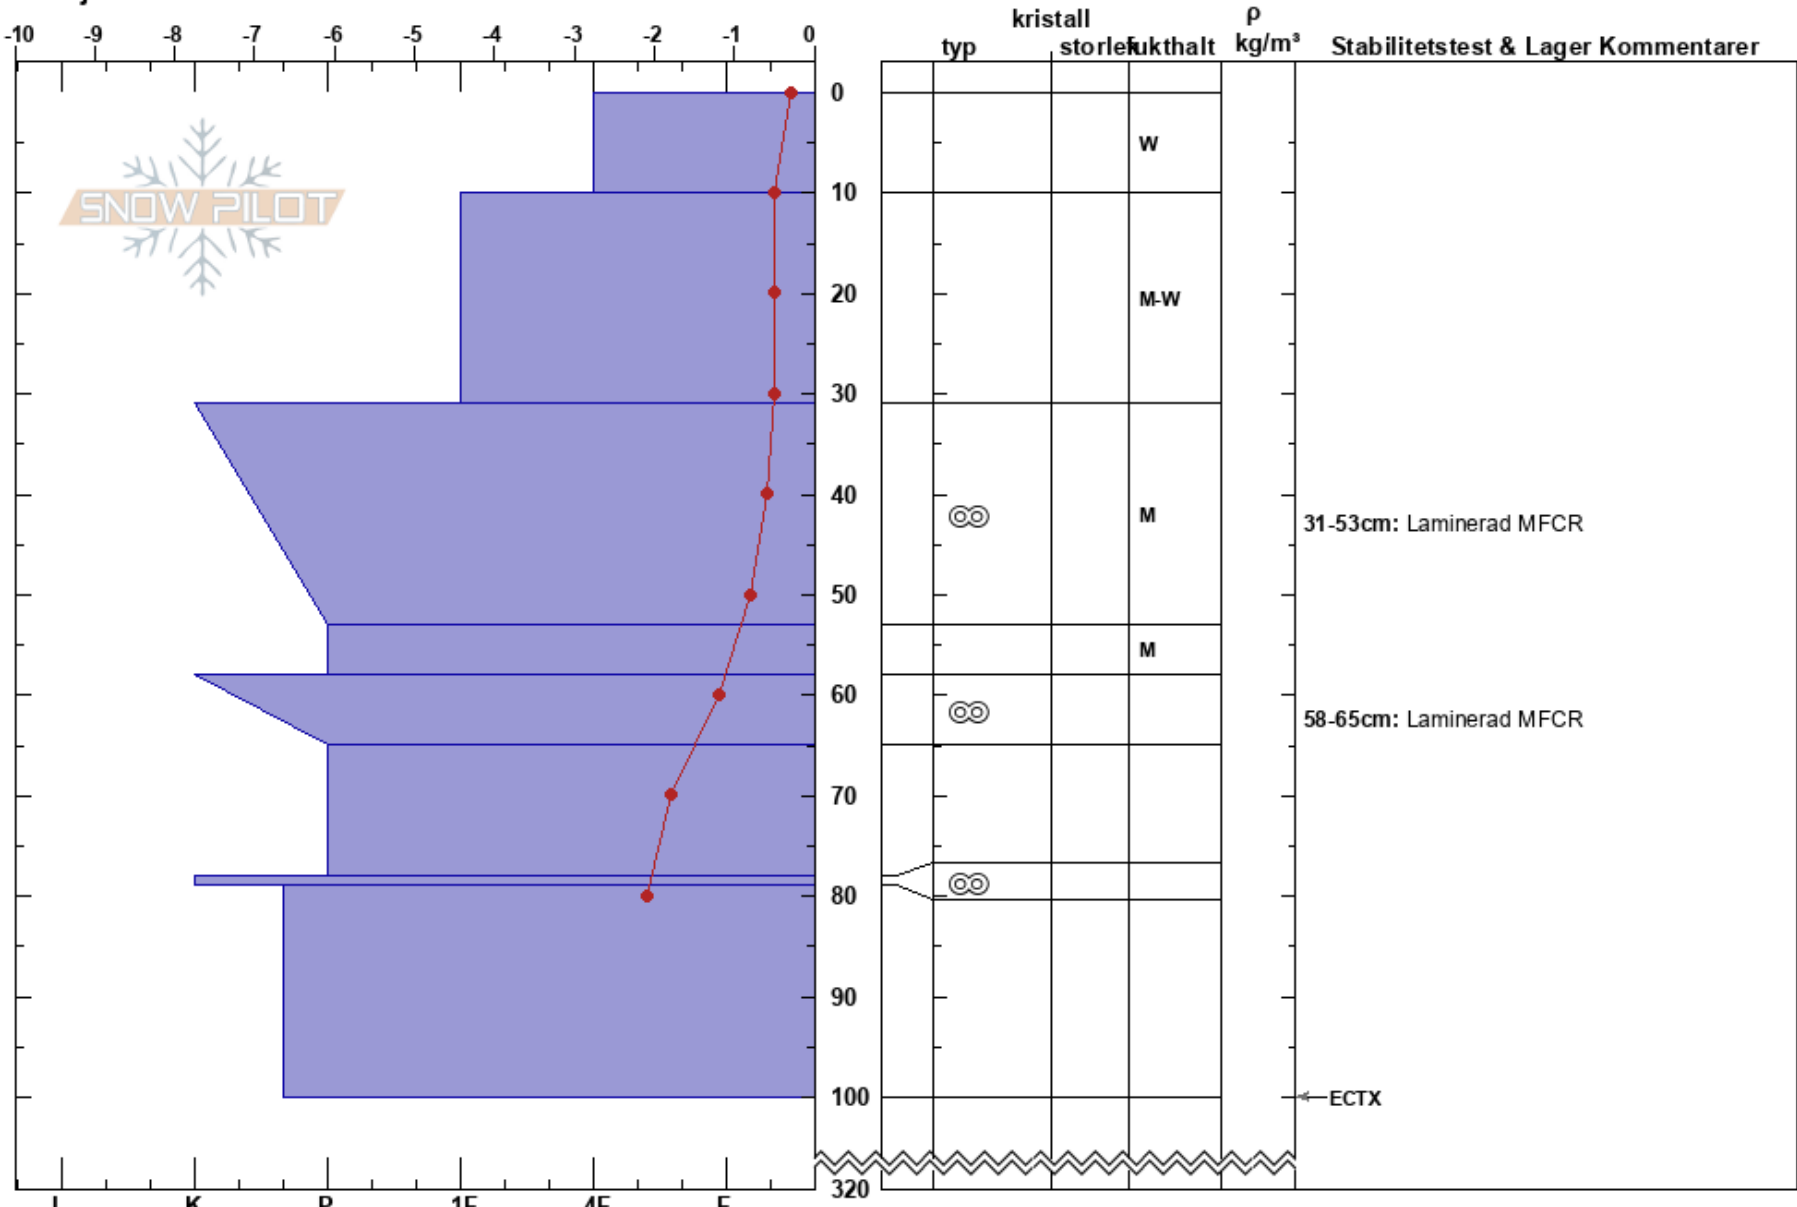 kristall ρ
-10 -9 -8 -7 -6 -5 -4 -3 -2 -1 0
typ storlek fukthalt kg/m³ Stabilitetstest & Lager Kommentarer
0
W
SNOW PILOT
10
20 M-W
30
40
M 31-53cm: Laminerad MFCR
50
M
60
58-65cm: Laminerad MFCR
70
80
90
100 ECTX
320
I K P 1F 4F F